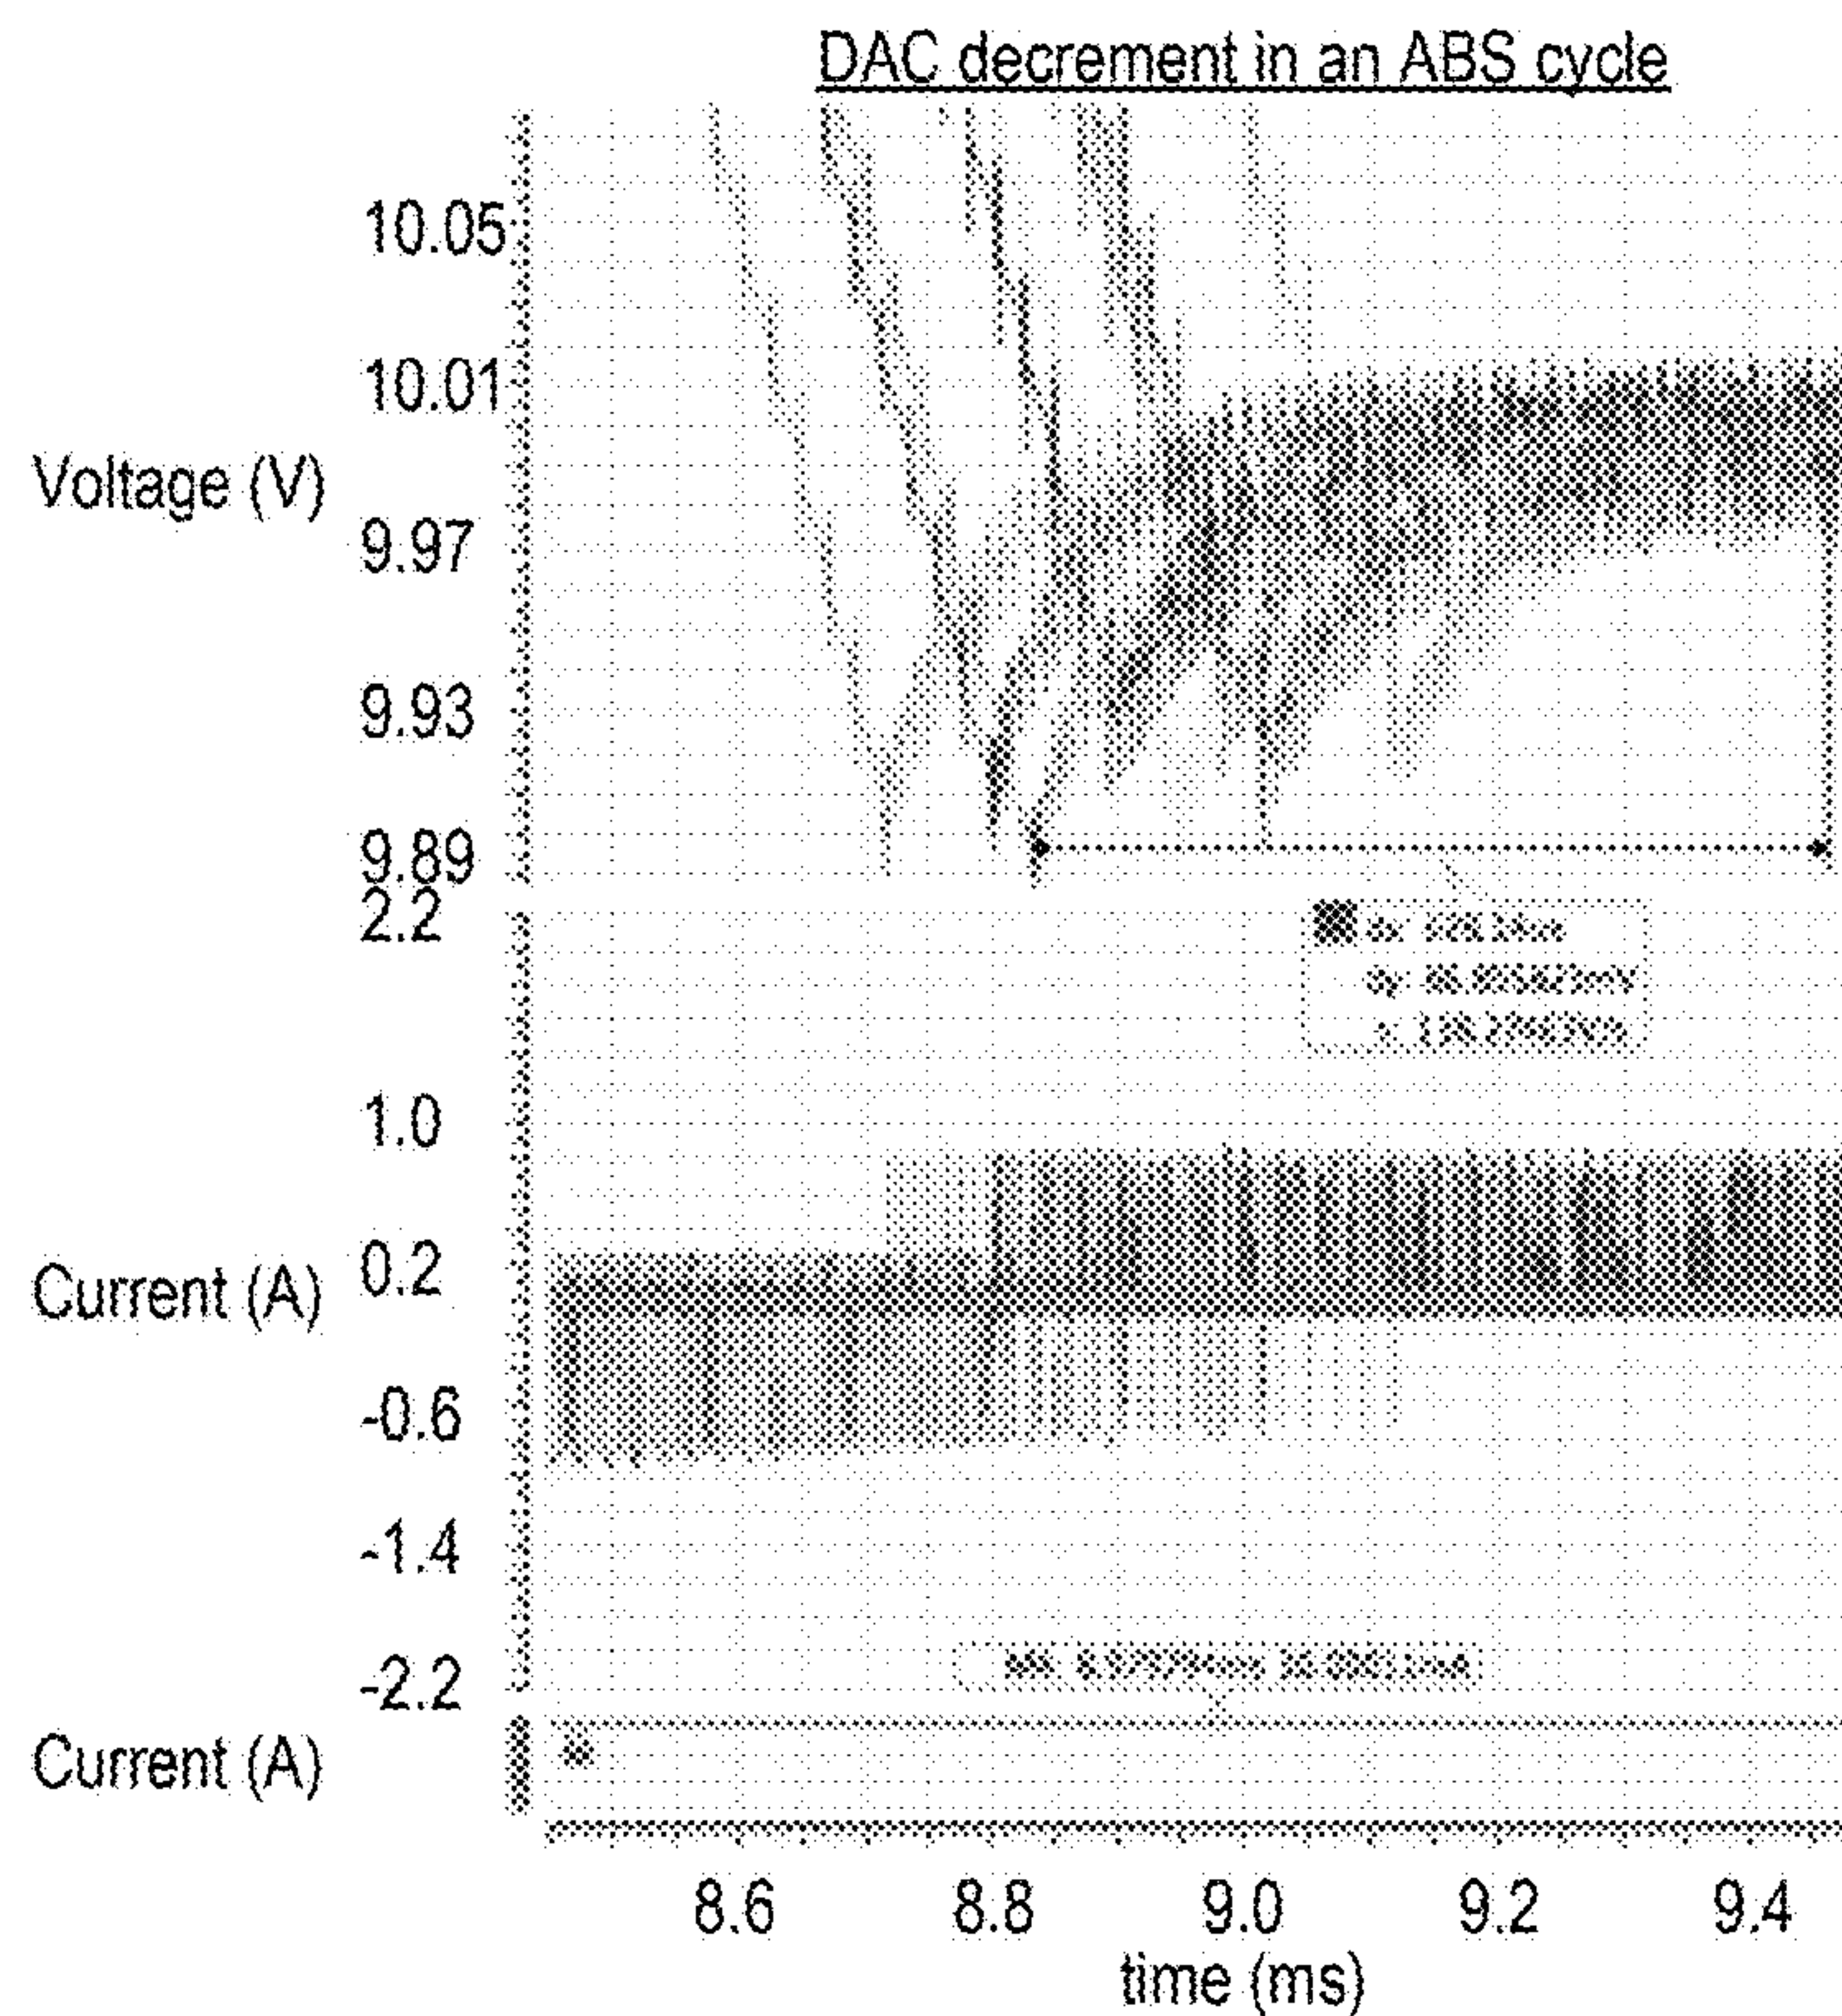 DAC decrement in an ABS cycle
10.05
10.01
Voltage (V)
9.97
9.93
9.89
2.2
1.0
Current (A)
0.2
-0.6
-1.4
-2.2
Current (A)
8.6 8.8 9.0 9.2 9.4
time (ms)